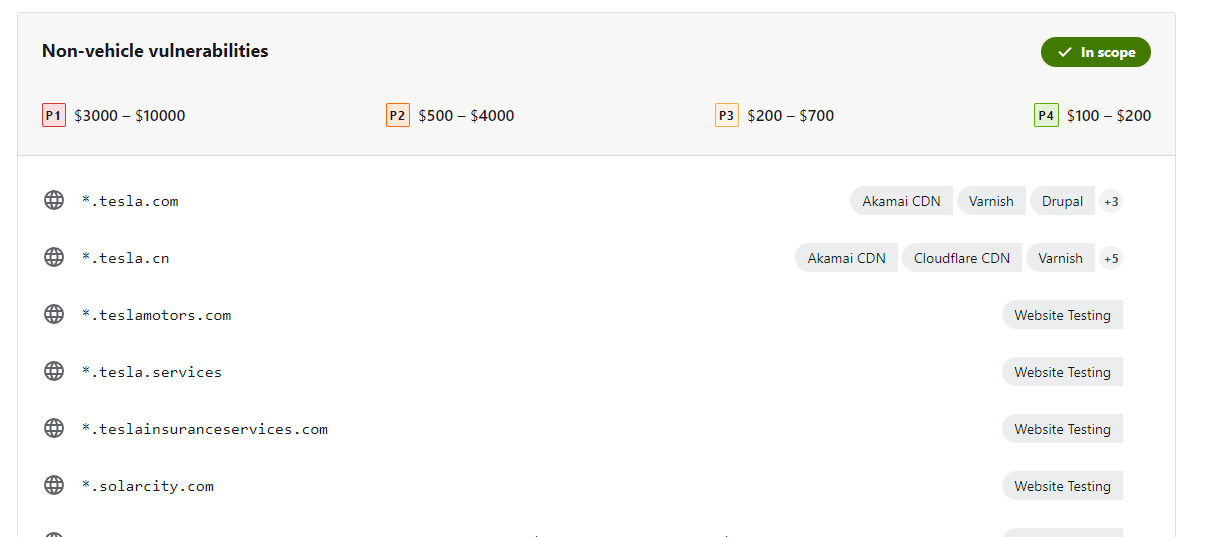 Non-vehicle vulnerabilities
In scope
P1 $3000 – $10000 P2 $500 – $4000 P3 $200 – $700 P4 $100 – $200
*.tesla.com Akamai CDN Varnish Drupal +3
*.tesla.cn Akamai CDN Cloudflare CDN Varnish +5
*.teslamotors.com Website Testing
*.tesla.services Website Testing
*.teslainsuranceservices.com Website Testing
*.solarcity.com Website Testing